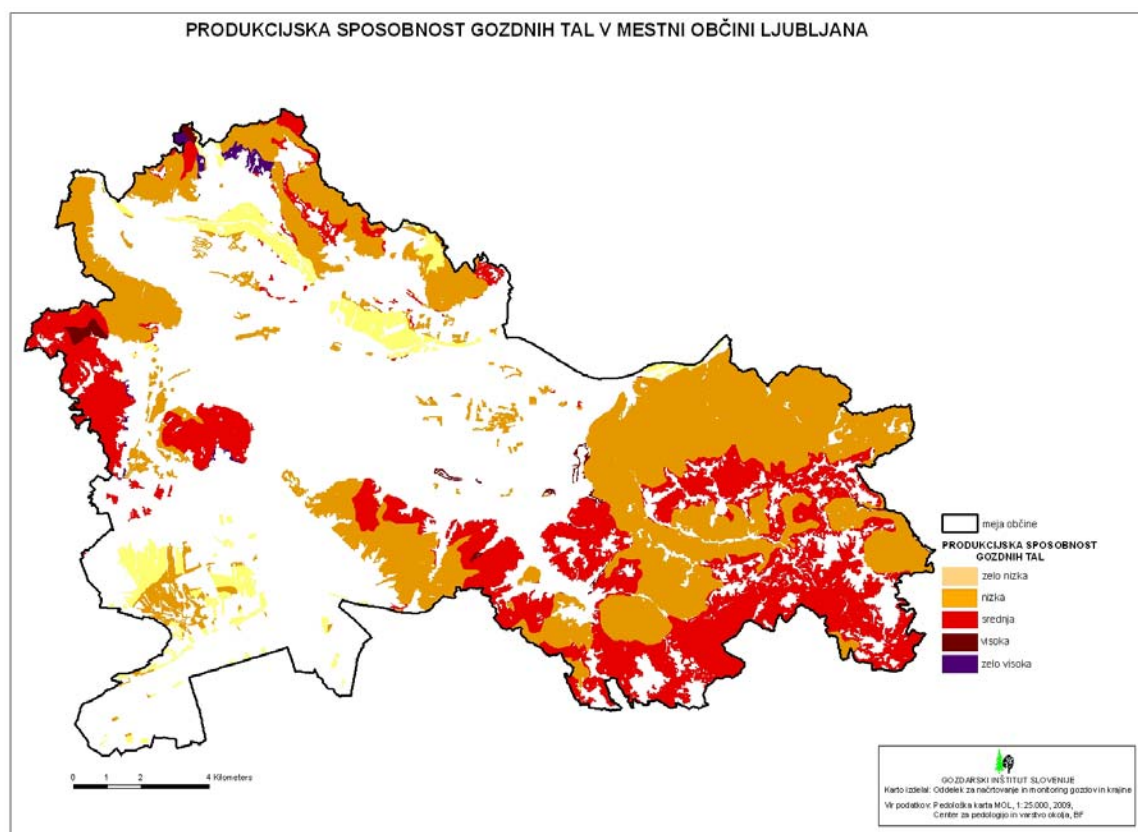 PRODUKCIJSKA SPOSOBNOST GOZDNIH TAL V MESTNI OBČINI LJUBLJANA
meja občine
PRODUKCIJSKA SPOSOBNOST
GOZDNIH TAL
zelo nizka
nizka
srednja
visoka
zelo visoka
0 1 2 4 Kilometers
GOZDARSKI INŠTITUT SLOVENIJE
Karto izdelal: Oddelek za načrtovanje in monitoring gozdov in krajine
Vir podatkov: Pedološka karta MOL, 1:25.000, 2009,
Center za pedologijo in varstvo okolja, BF